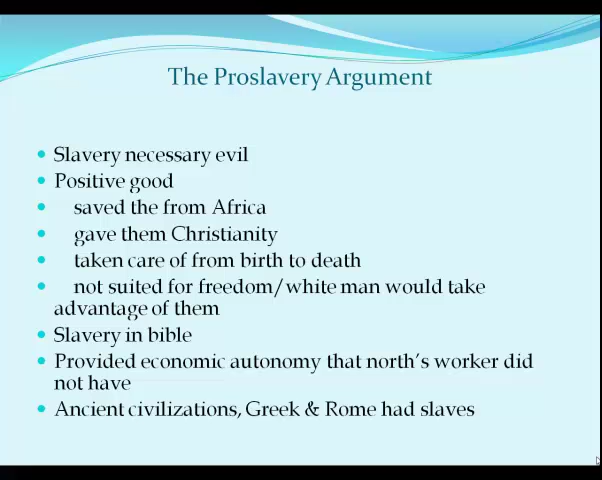 The Proslavery Argument
Slavery necessary evil
Positive good
saved the from Africa
gave them Christianity
taken care of from birth to death
not suited for freedom/white man would take
advantage of them
Slavery in bible
Provided economic autonomy that north's worker did
not have
Ancient civilizations, Greek & Rome had slaves